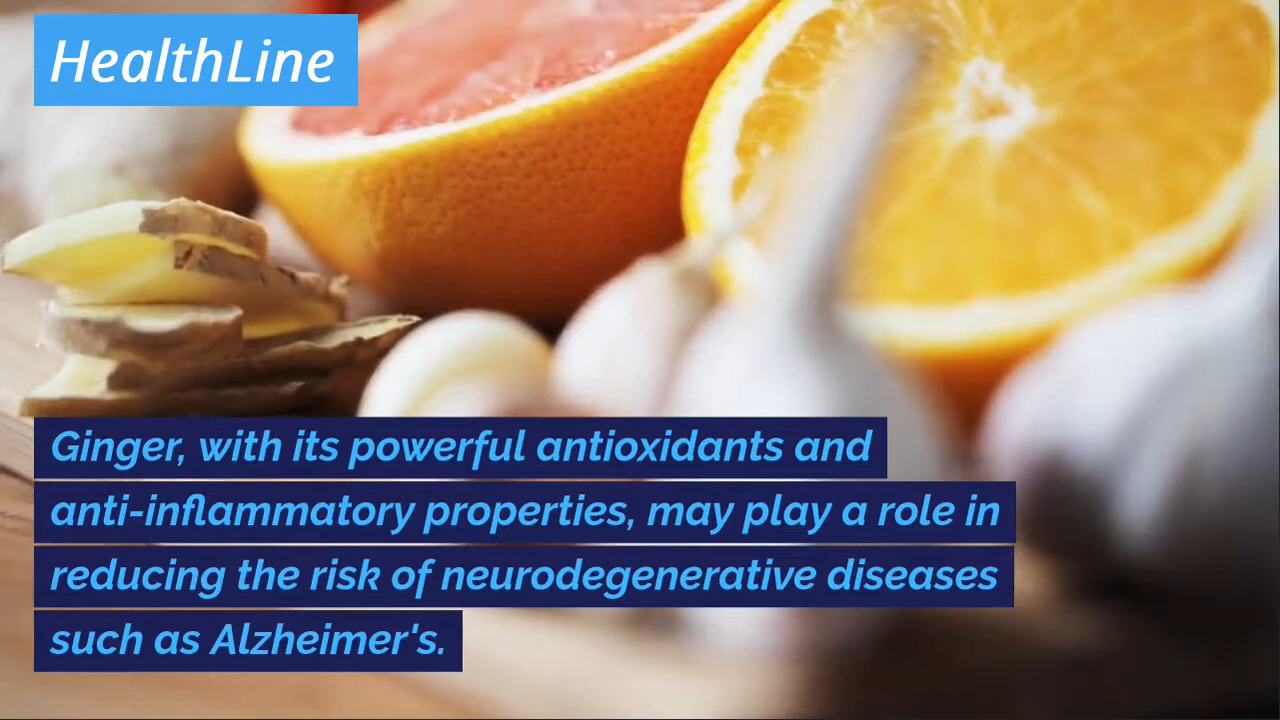 HealthLine
Ginger, with its powerful antioxidants and
anti-inflammatory properties, may play a role in
reducing the risk of neurodegenerative diseases
such as Alzheimer's.